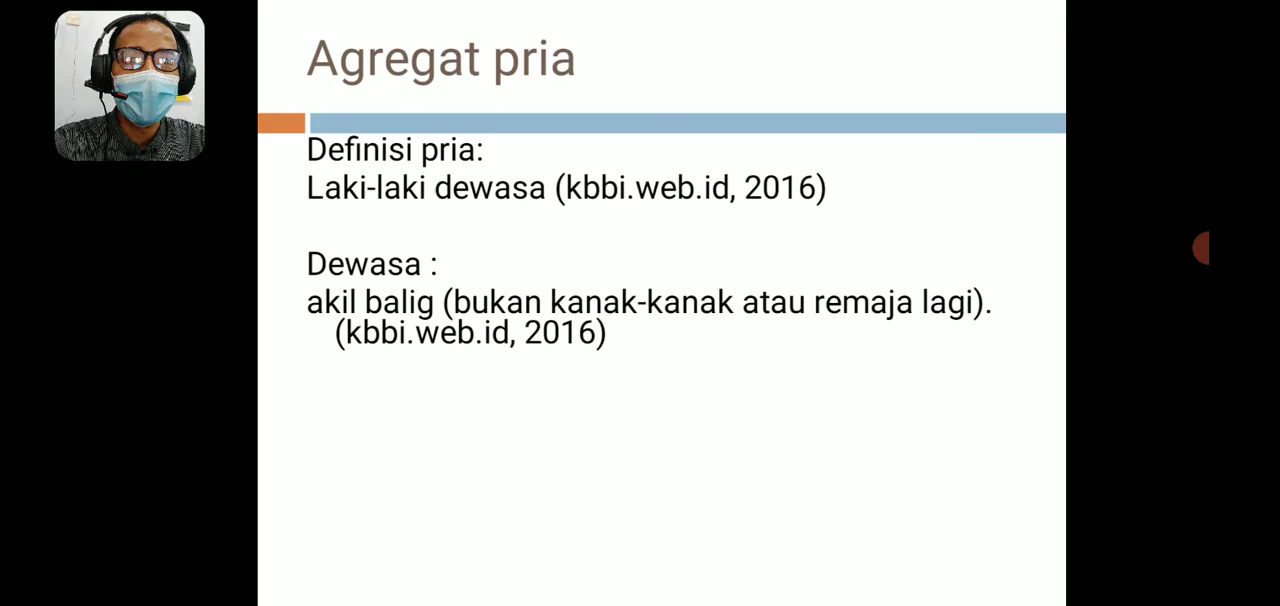 Agregat pria
Definisi pria:
Laki-laki dewasa (kbbi.web.id, 2016)
Dewasa :
akil balig (bukan kanak-kanak atau remaja lagi).
(kbbi.web.id, 2016)